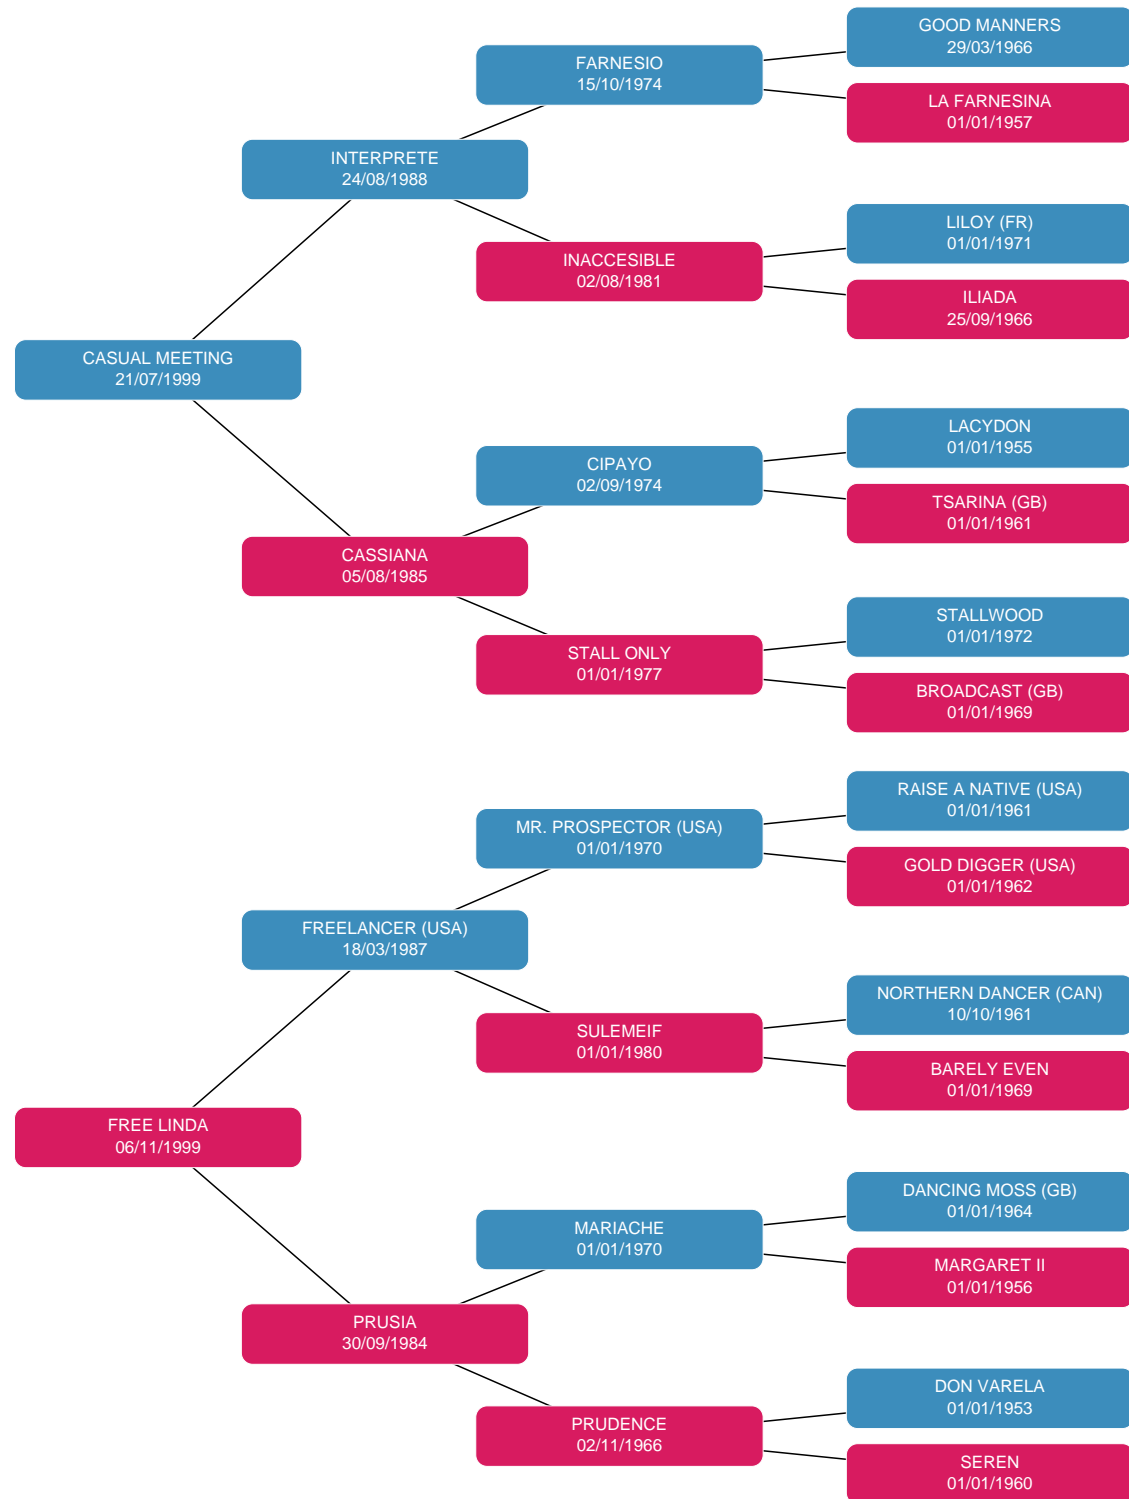 GOOD MANNERS
29/03/1966
FARNESIO
15/10/1974
LA FARNESINA
01/01/1957
INTERPRETE
24/08/1988
LILOY (FR)
01/01/1971
INACCESIBLE
02/08/1981
ILIADA
25/09/1966
CASUAL MEETING
21/07/1999
LACYDON
01/01/1955
CIPAYO
02/09/1974
TSARINA (GB)
01/01/1961
CASSIANA
05/08/1985
STALLWOOD
01/01/1972
STALL ONLY
01/01/1977
BROADCAST (GB)
01/01/1969
RAISE A NATIVE (USA)
01/01/1961
MR. PROSPECTOR (USA)
01/01/1970
GOLD DIGGER (USA)
01/01/1962
FREELANCER (USA)
18/03/1987
NORTHERN DANCER (CAN)
10/10/1961
SULEMEIF
01/01/1980
BARELY EVEN
01/01/1969
FREE LINDA
06/11/1999
DANCING MOSS (GB)
01/01/1964
MARIACHE
01/01/1970
MARGARET II
01/01/1956
PRUSIA
30/09/1984
DON VARELA
01/01/1953
PRUDENCE
02/11/1966
SEREN
01/01/1960